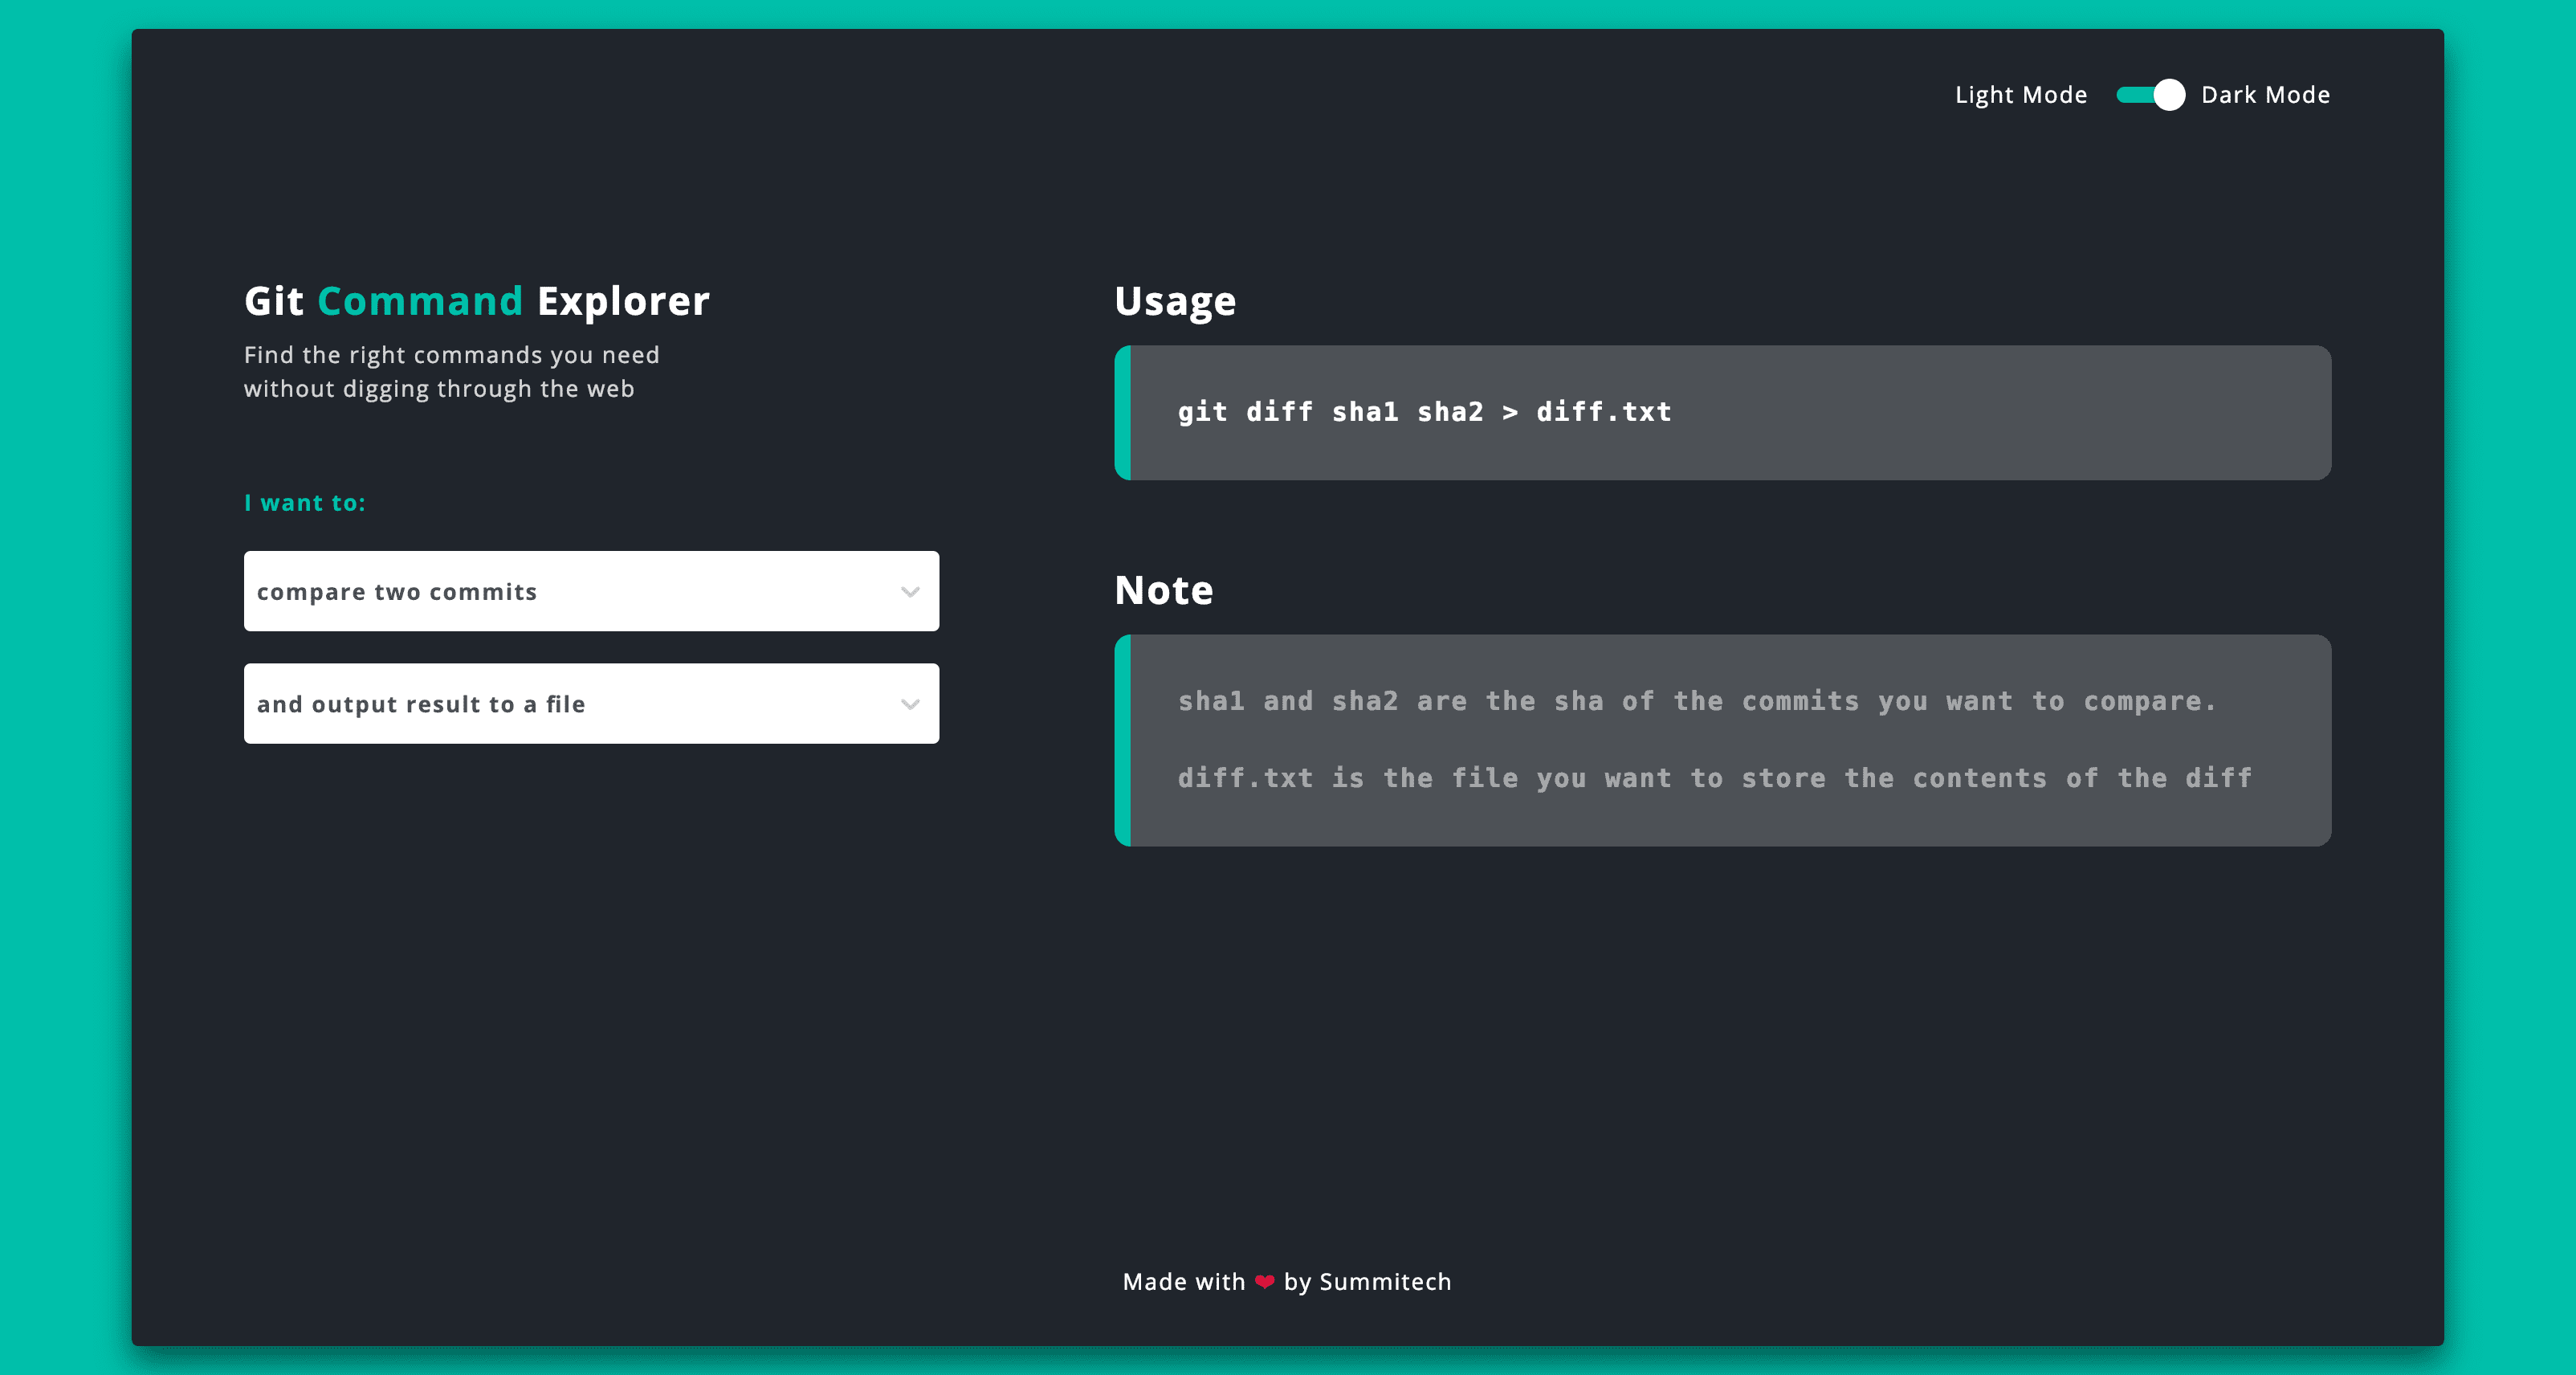 Light Mode Dark Mode
Git Command Explorer
Find the right commands you need
without digging through the web
I want to:
compare two commits
and output result to a file
Usage
git diff sha1 sha2 > diff.txt
Note
sha1 and sha2 are the sha of the commits you want to compare.
diff.txt is the file you want to store the contents of the diff
Made with ❤ by Summitech